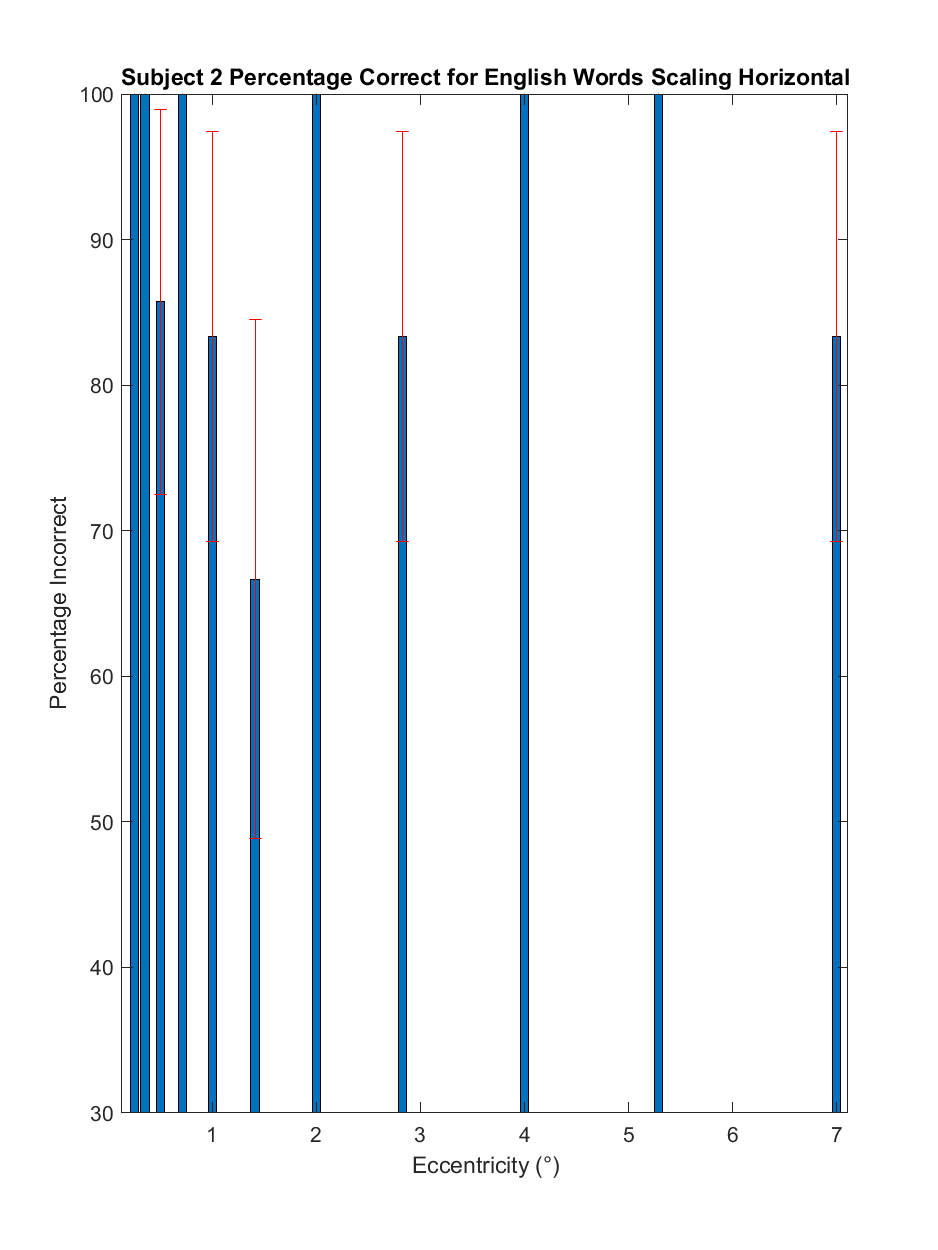 Subject 2 Percentage Correct for English Words Scaling Horizontal
100
90
80
70
60
50
40
30
Percentage Incorrect
1 2 3 4 5 6 7
Eccentricity (°)